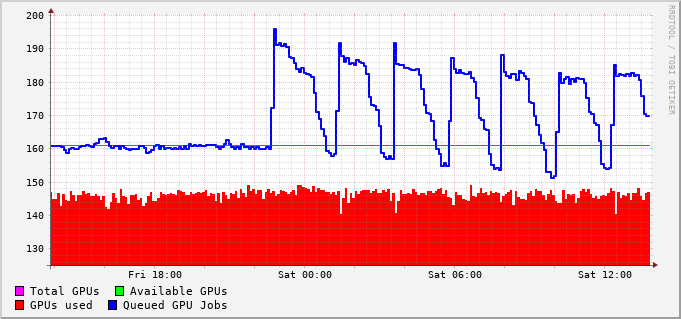 200
190
180
170
160
150
140
130
Fri 18:00 Sat 00:00 Sat 06:00 Sat 12:00
Total GPUs Available GPUs
GPUs used Queued GPU Jobs
RRDTOOL / TOBI OETIKER